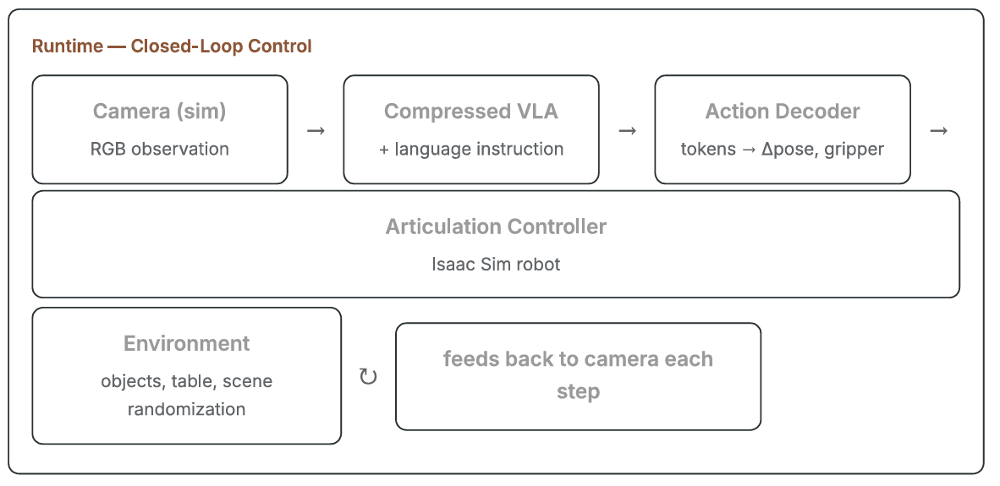 Runtime — Closed-Loop Control
Camera (sim)
RGB observation
→
Compressed VLA
+ language instruction
→
Action Decoder
tokens → Δpose, gripper
→
Articulation Controller
Isaac Sim robot
Environment
objects, table, scene
randomization
↻
feeds back to camera each
step